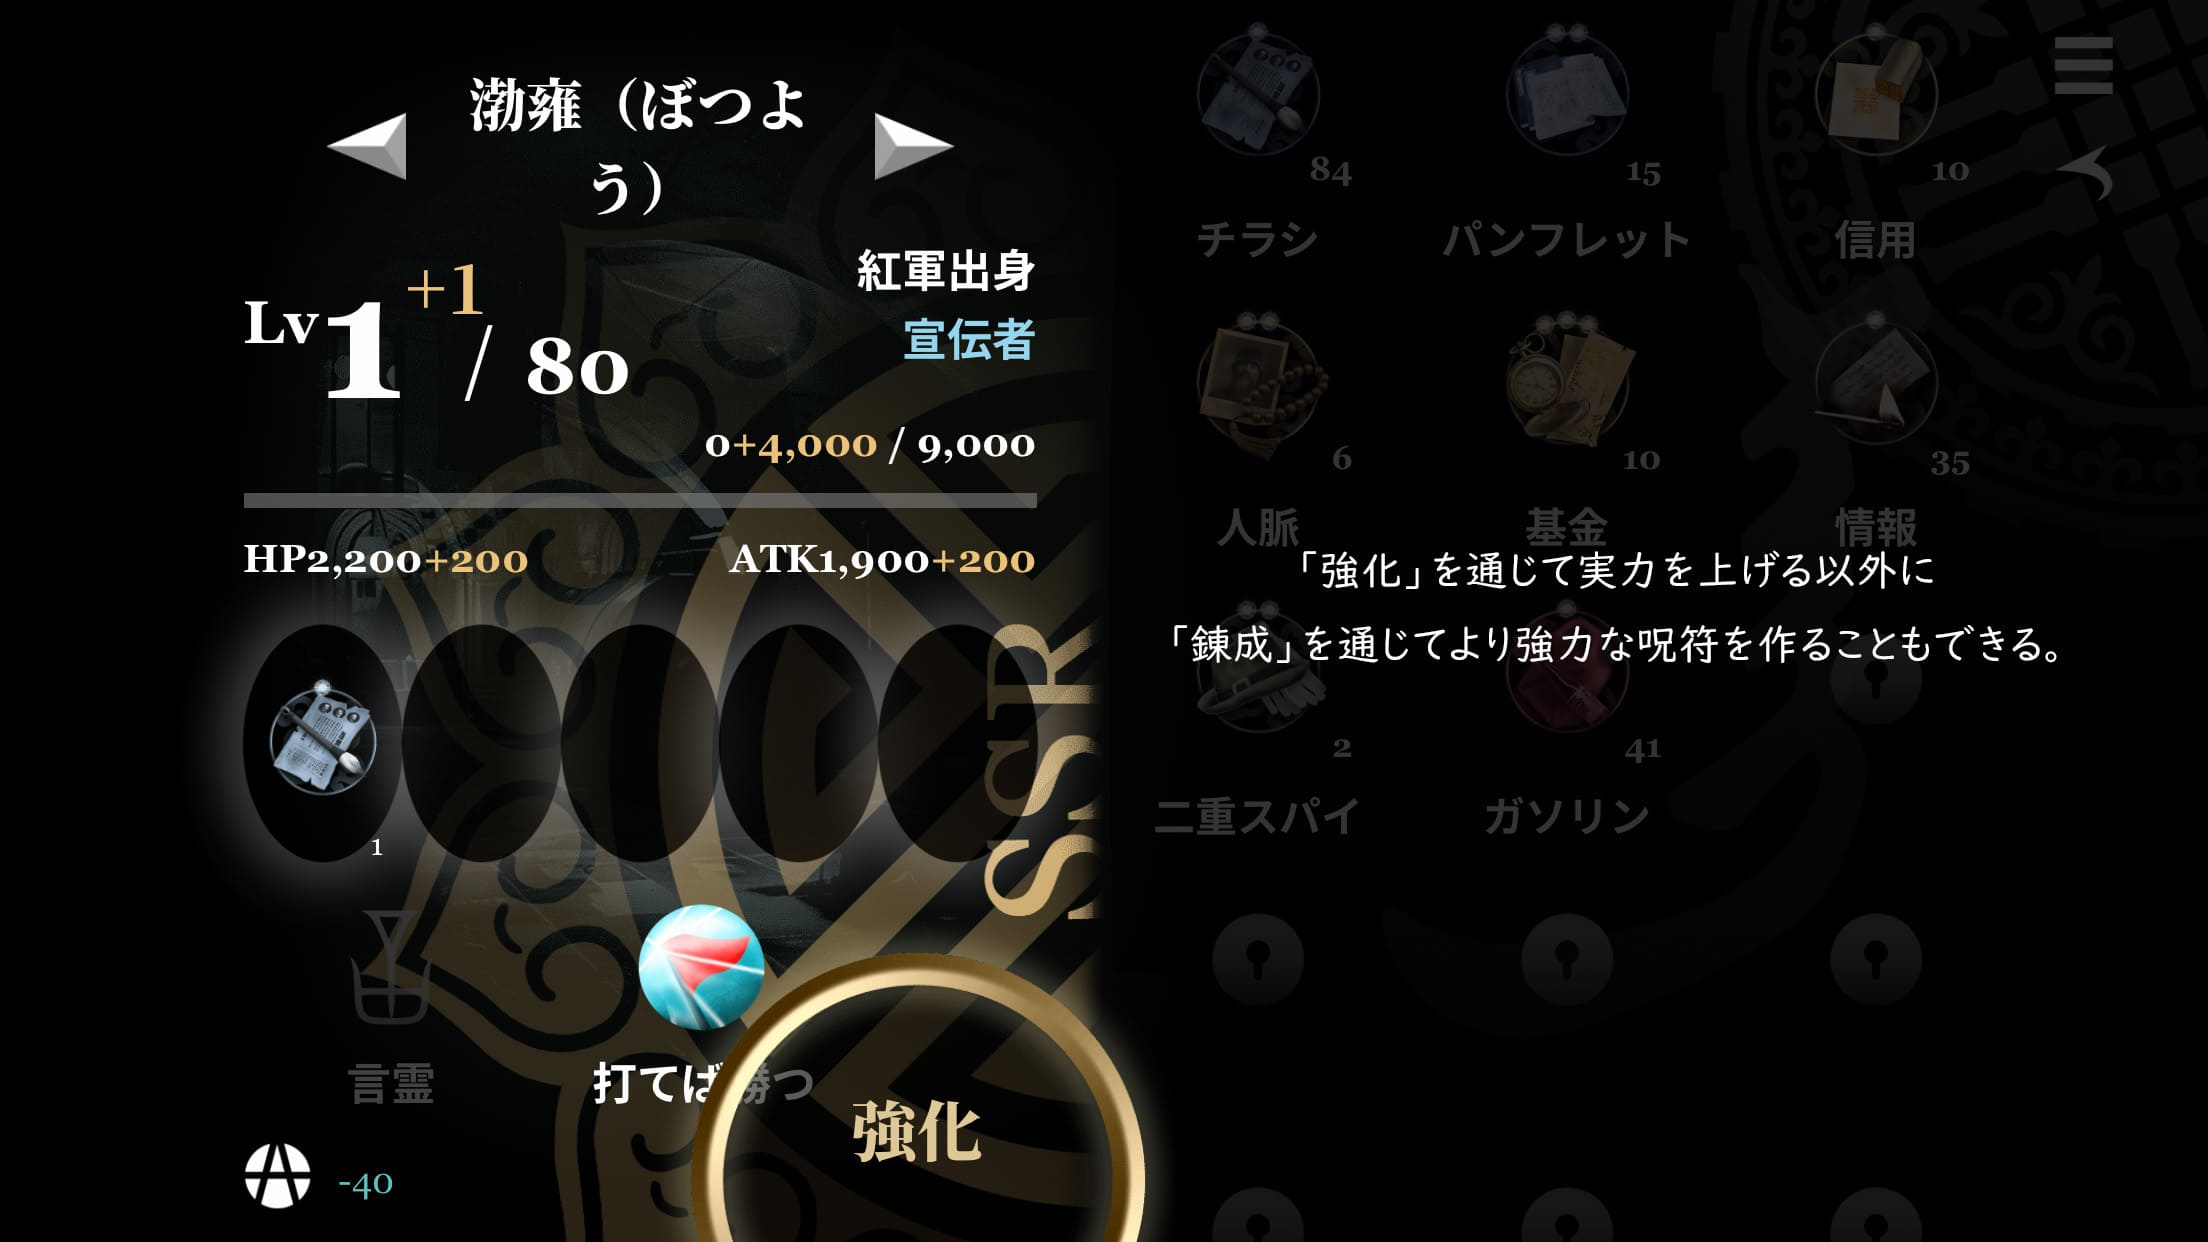 渤雍（ぼつよ
う）
Lv1+1/ 80
紅軍出身
宣伝者
0+4,000 / 9,000
HP2,200+200
ATK1,900+200
1
SSR
言霊
打てば勝つ
強化
-40
84
15
10
チラシ
パンフレット
信用
6
10
35
人脈
基金
情報
「強化」を通じて実力を上げる以外に
「錬成」を通じてより強力な呪符を作ることもできる。
2
41
二重スパイ
ガソリン